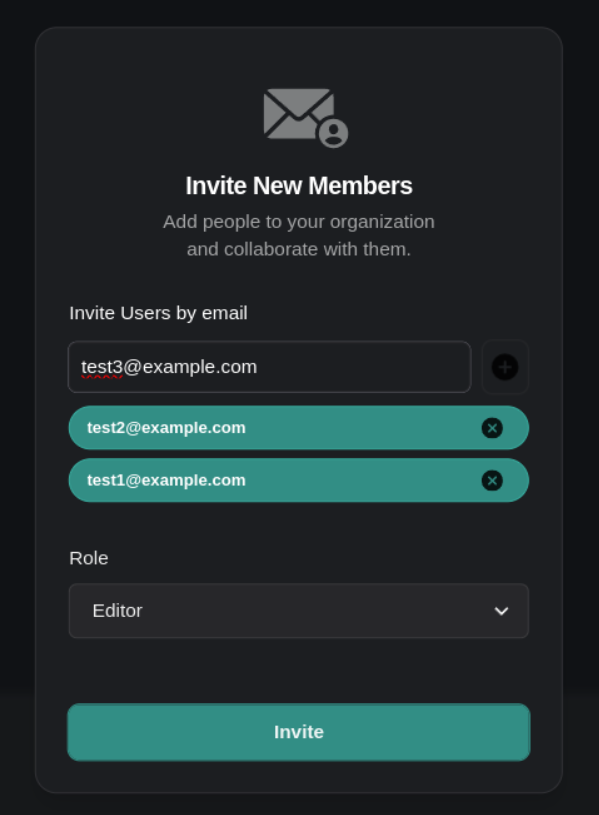 Invite New Members
Add people to your organization
and collaborate with them.
Invite Users by email
test3@example.com
test2@example.com
test1@example.com
Role
Editor
Invite